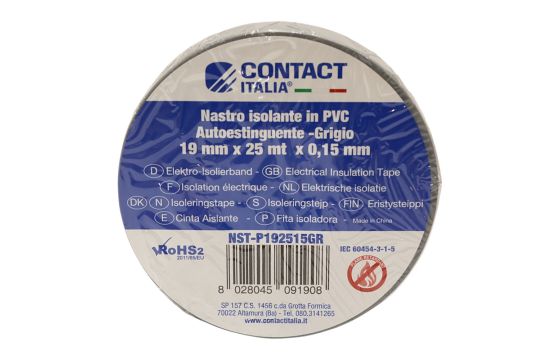 CONTACT
ITALIA®
Nastro isolante in PVC
Autoestinguente -Grigio
19 mm x 25 mt x 0,15 mm
D Elektro-Isolierband - GB Electrical Insulation Tape
F Isolation électrique - NL Elektrische isolatie
DK N Isoleringstape - S Isoleringstejp - FIN Eristysteippi
E Cinta Aislante - P Fita isoladora - Made in China
NST-P192515GR
RoHS2
2011/65/EU
IEC 60454-3-1-5
FLAME RETARDANT
8 028045 091908
SP 157 C.S. 1456 c.da Grotta Formica
70022 Altamura (Ba) - Tel. 080.3141265
www.contactitalia.it